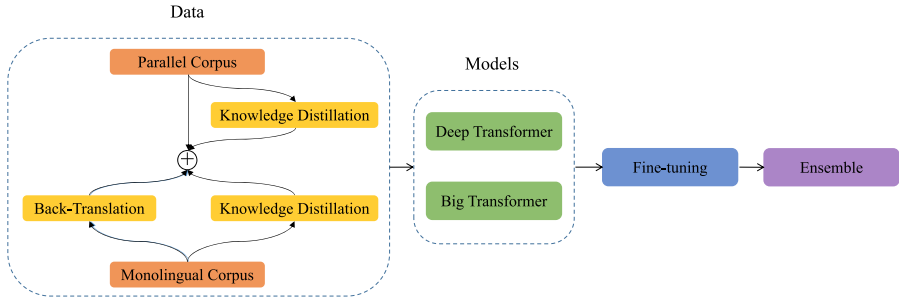 Data
Parallel Corpus
Knowledge Distillation
Back-Translation
Knowledge Distillation
Monolingual Corpus
Models
Deep Transformer
Big Transformer
Fine-tuning
Ensemble